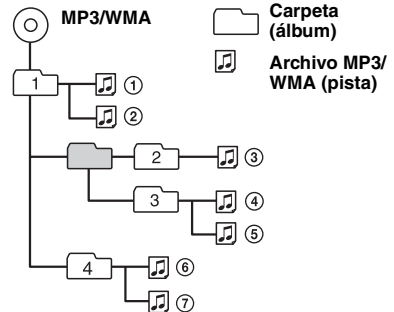 MP3/WMA
Carpeta
(álbum)
Archivo MP3/
WMA (pista)
1
①
②
2
③
3
④
⑤
4
⑥
⑦